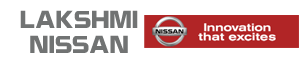 LAKSHMI
NISSAN
NISSAN
Innovation
that excites